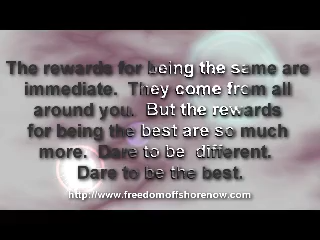 The rewards for being the same are
immediate. They come from all
around you. But the rewards
for being the best are so much
more. Dare to be different.
Dare to be the best.
http://www.freedomoffshorenow.com